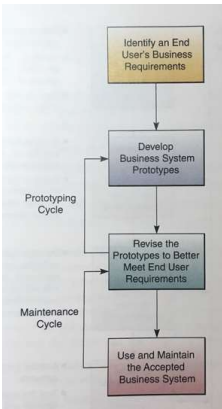 Identify an End
User's Business
Requirements
Develop
Business System
Prototypes
Prototyping
Cycle
Revise the
Prototypes to Better
Meet End User
Requirements
Maintenance
Cycle
Use and Maintain
the Accepted
Business System